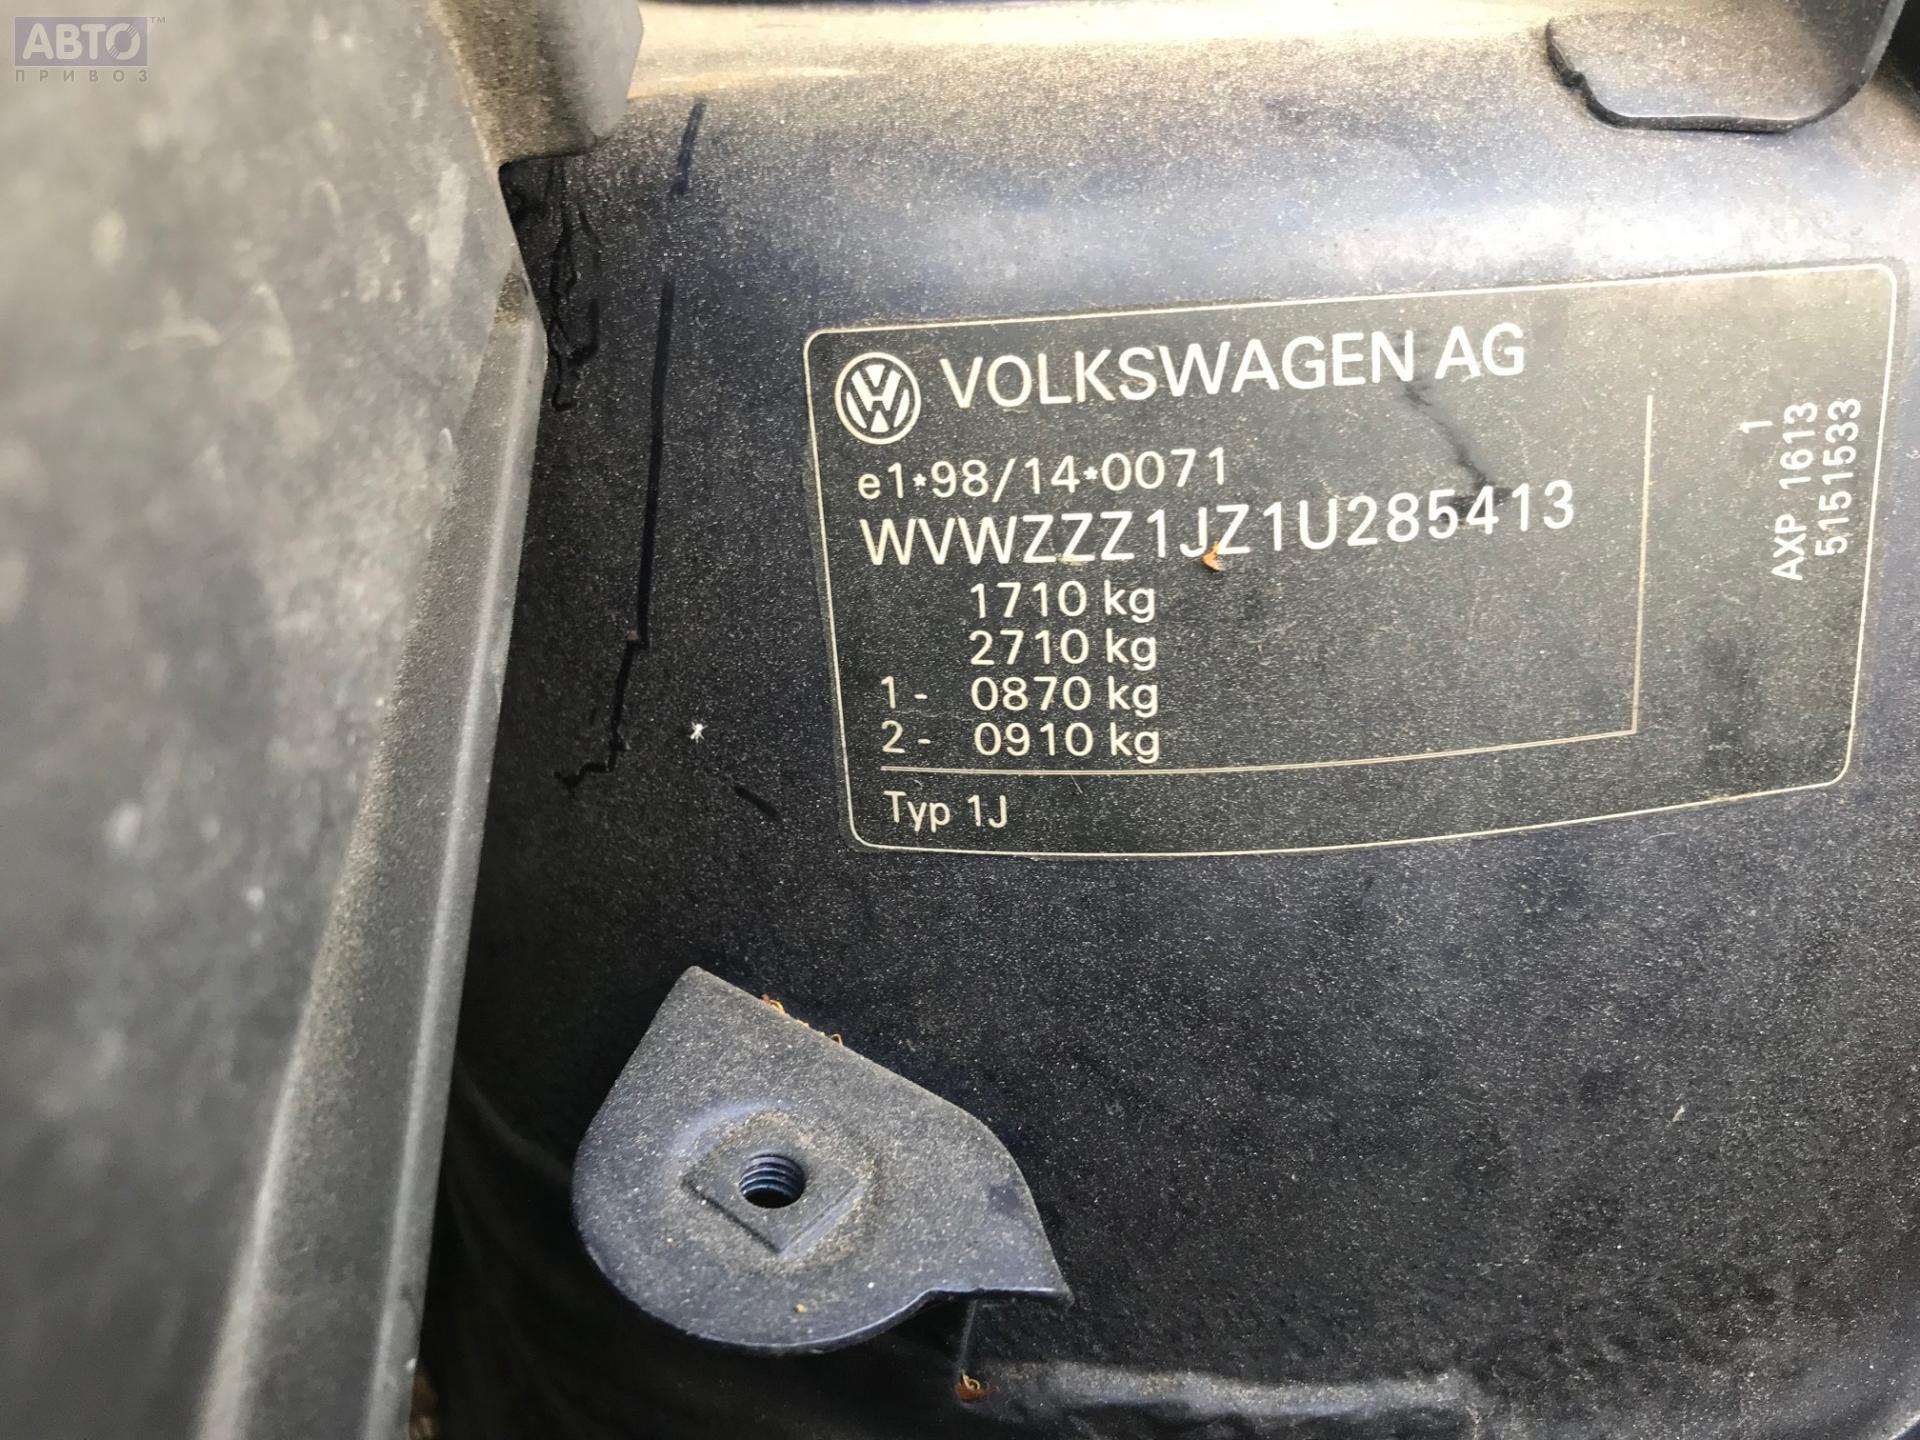 АВТО™
ПРИВОЗ
VOLKSWAGEN AG
e1*98/14*0071
WVWZZZ1JZ1U285413
1710 kg
2710 kg
1- 0870 kg
2- 0910 kg
Typ 1J
1
AXP 1613
5151533